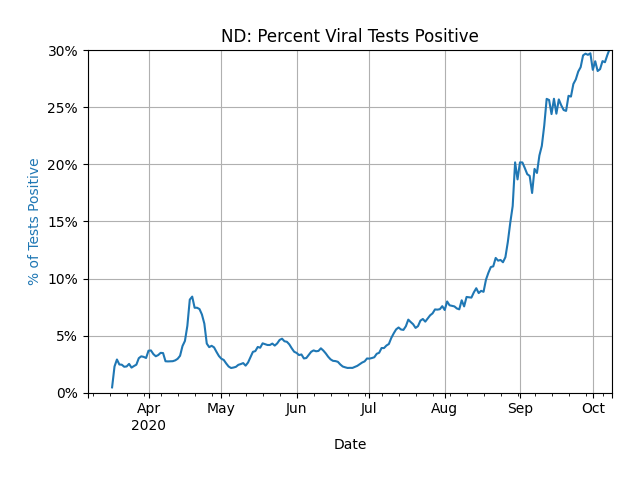 ND: Percent Viral Tests Positive
30%
25%
20%
15%
10%
5%
0%
% of Tests Positive
Apr
2020
May
Jun
Jul
Aug
Sep
Oct
Date